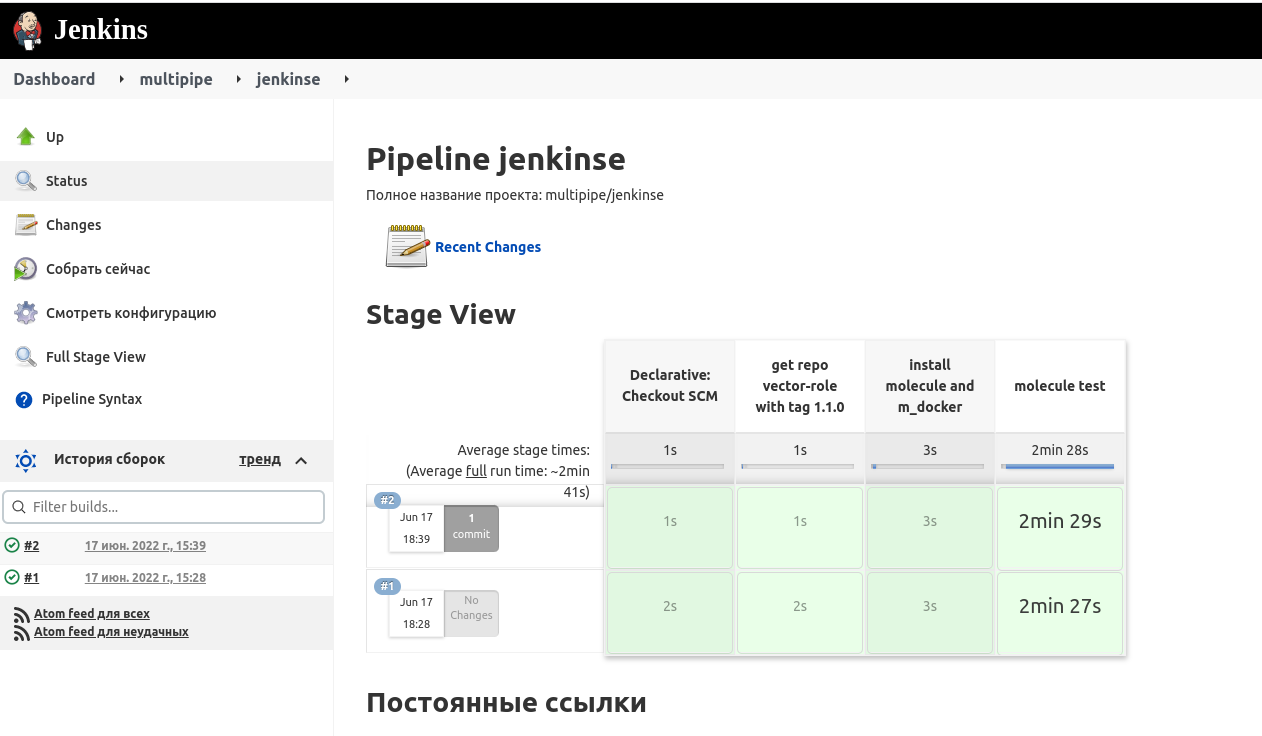 Jenkins
Dashboard
multipipe
jenkinse
Up
Status
Changes
Собрать сейчас
Смотреть конфигурацию
Full Stage View
Pipeline Syntax
История сборок
тренд
Filter builds...
#2
17 июн. 2022 г., 15:39
#1
17 июн. 2022 г., 15:28
Atom feed для всех
Atom feed для неудачных
Pipeline jenkinse
Полное название проекта: multipipe/jenkinse
Recent Changes
Stage View
Declarative:
Checkout SCM
get repo
vector-role
with tag 1.1.0
install
molecule and
m_docker
molecule test
Average stage times:
(Average full run time: ~2min
41s)
1s
1s
3s
2min 28s
#2
Jun 17
18:39
1
commit
1s
1s
3s
2min 29s
#1
Jun 17
18:28
No
Changes
2s
2s
3s
2min 27s
Постоянные ссылки